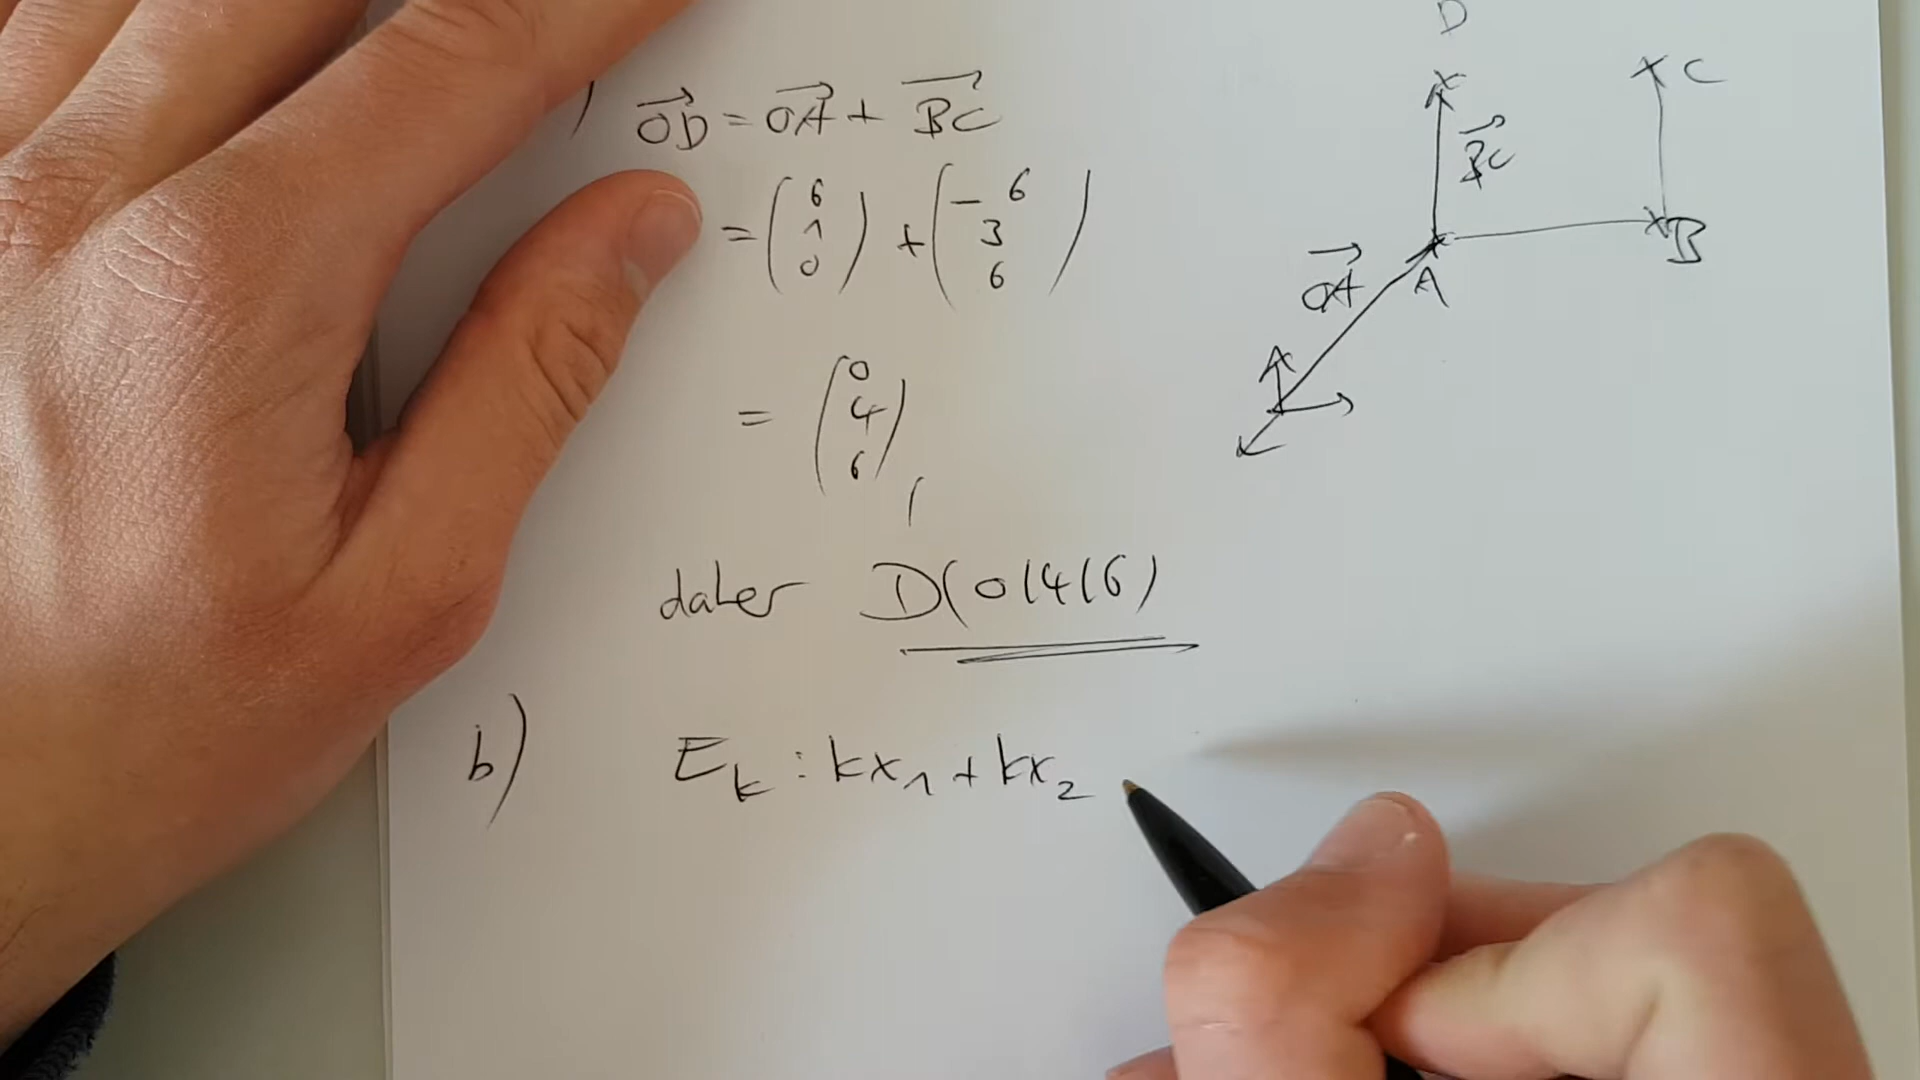 ) OD = OA + BC
= (6 1 0) + (-6 3 6)
= (0 4 6)
daher D(0|4|6)
b) E_k : kx_1 + kx_2
D
C
BC
B
OA
A